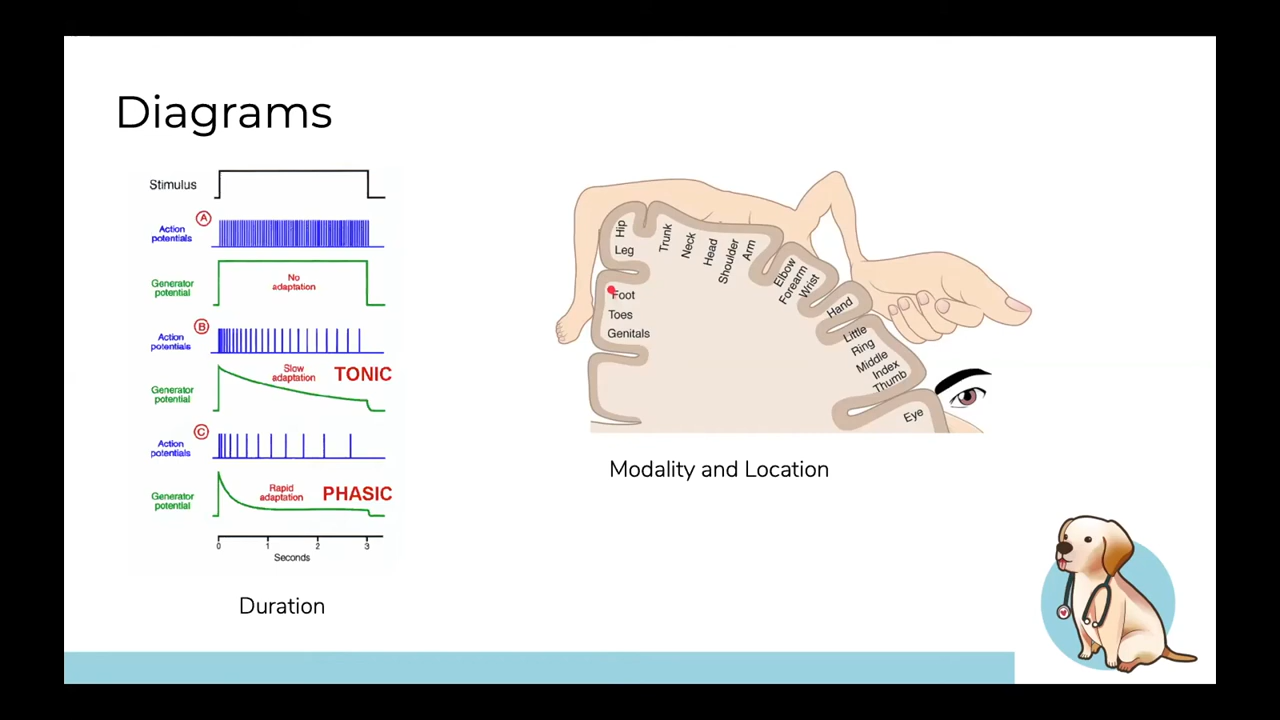 Diagrams
Stimulus
A
Action
potentials
Generator
potential
No
adaptation
B
Action
potentials
Generator
potential
Slow
adaptation
TONIC
C
Action
potentials
Generator
potential
Rapid
adaptation
PHASIC
0 1 2 3
Seconds
Duration
Hip
Leg
Foot
Toes
Genitals
Trunk
Neck
Head
Shoulder
Arm
Elbow
Forearm
Wrist
Hand
Little
Ring
Middle
Index
Thumb
Eye
Modality and Location